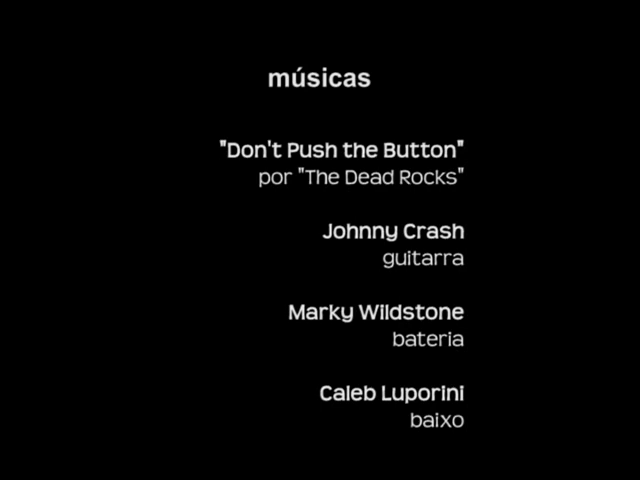 músicas
"Don't Push the Button"
por "The Dead Rocks"
Johnny Crash
guitarra
Marky Wildstone
bateria
Caleb Luporini
baixo